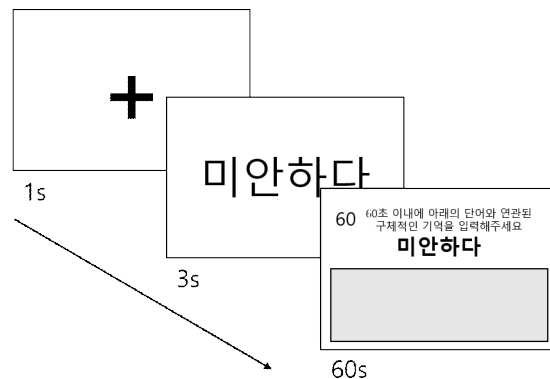 1s
미안하다
3s
60
60초 이내에 아래의 단어와 연관된
구체적인 기억을 입력해주세요
미안하다
60s